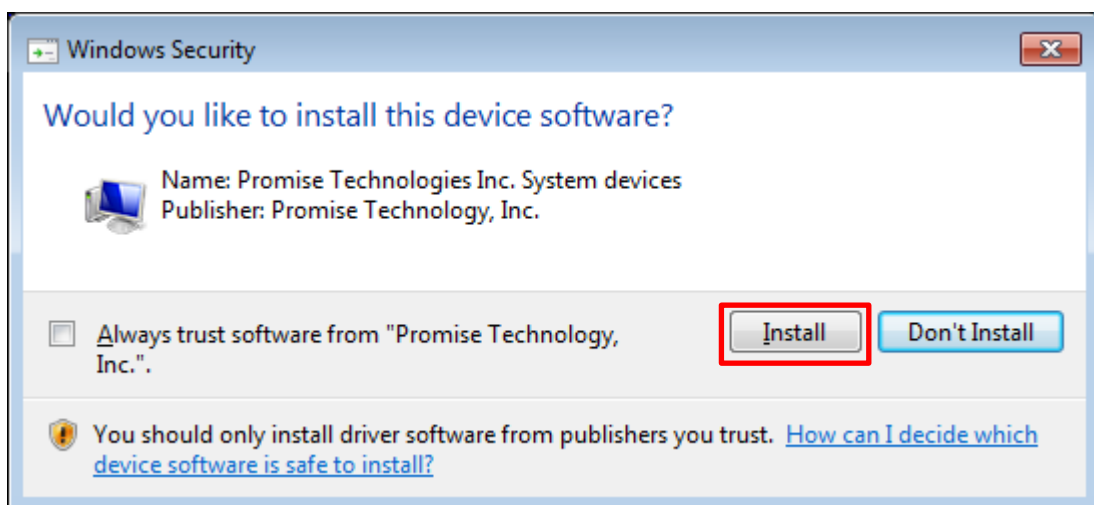 Windows Security
Would you like to install this device software?
Name: Promise Technologies Inc. System devices
Publisher: Promise Technology, Inc.
Always trust software from "Promise Technology,
Inc.".
Install
Don't Install
You should only install driver software from publishers you trust. How can I decide which
device software is safe to install?